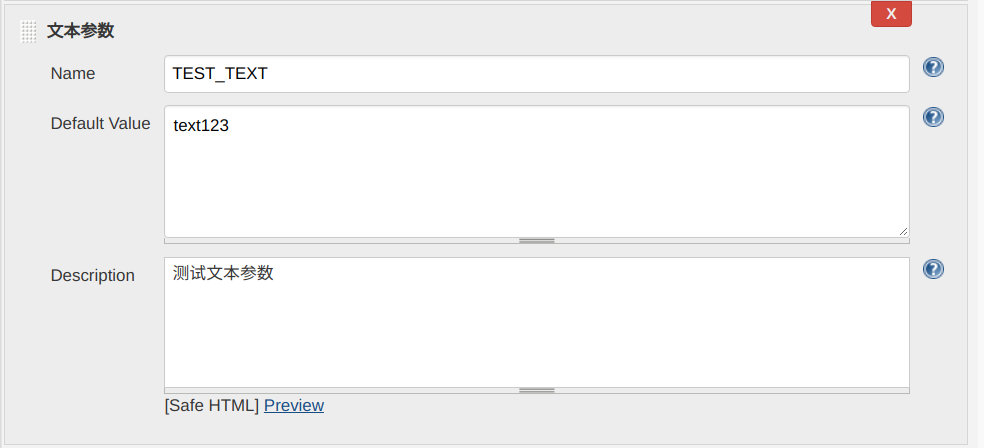 X
文本参数
Name
TEST_TEXT
?
Default Value
text123
?
Description
测试文本参数
?
[Safe HTML] Preview